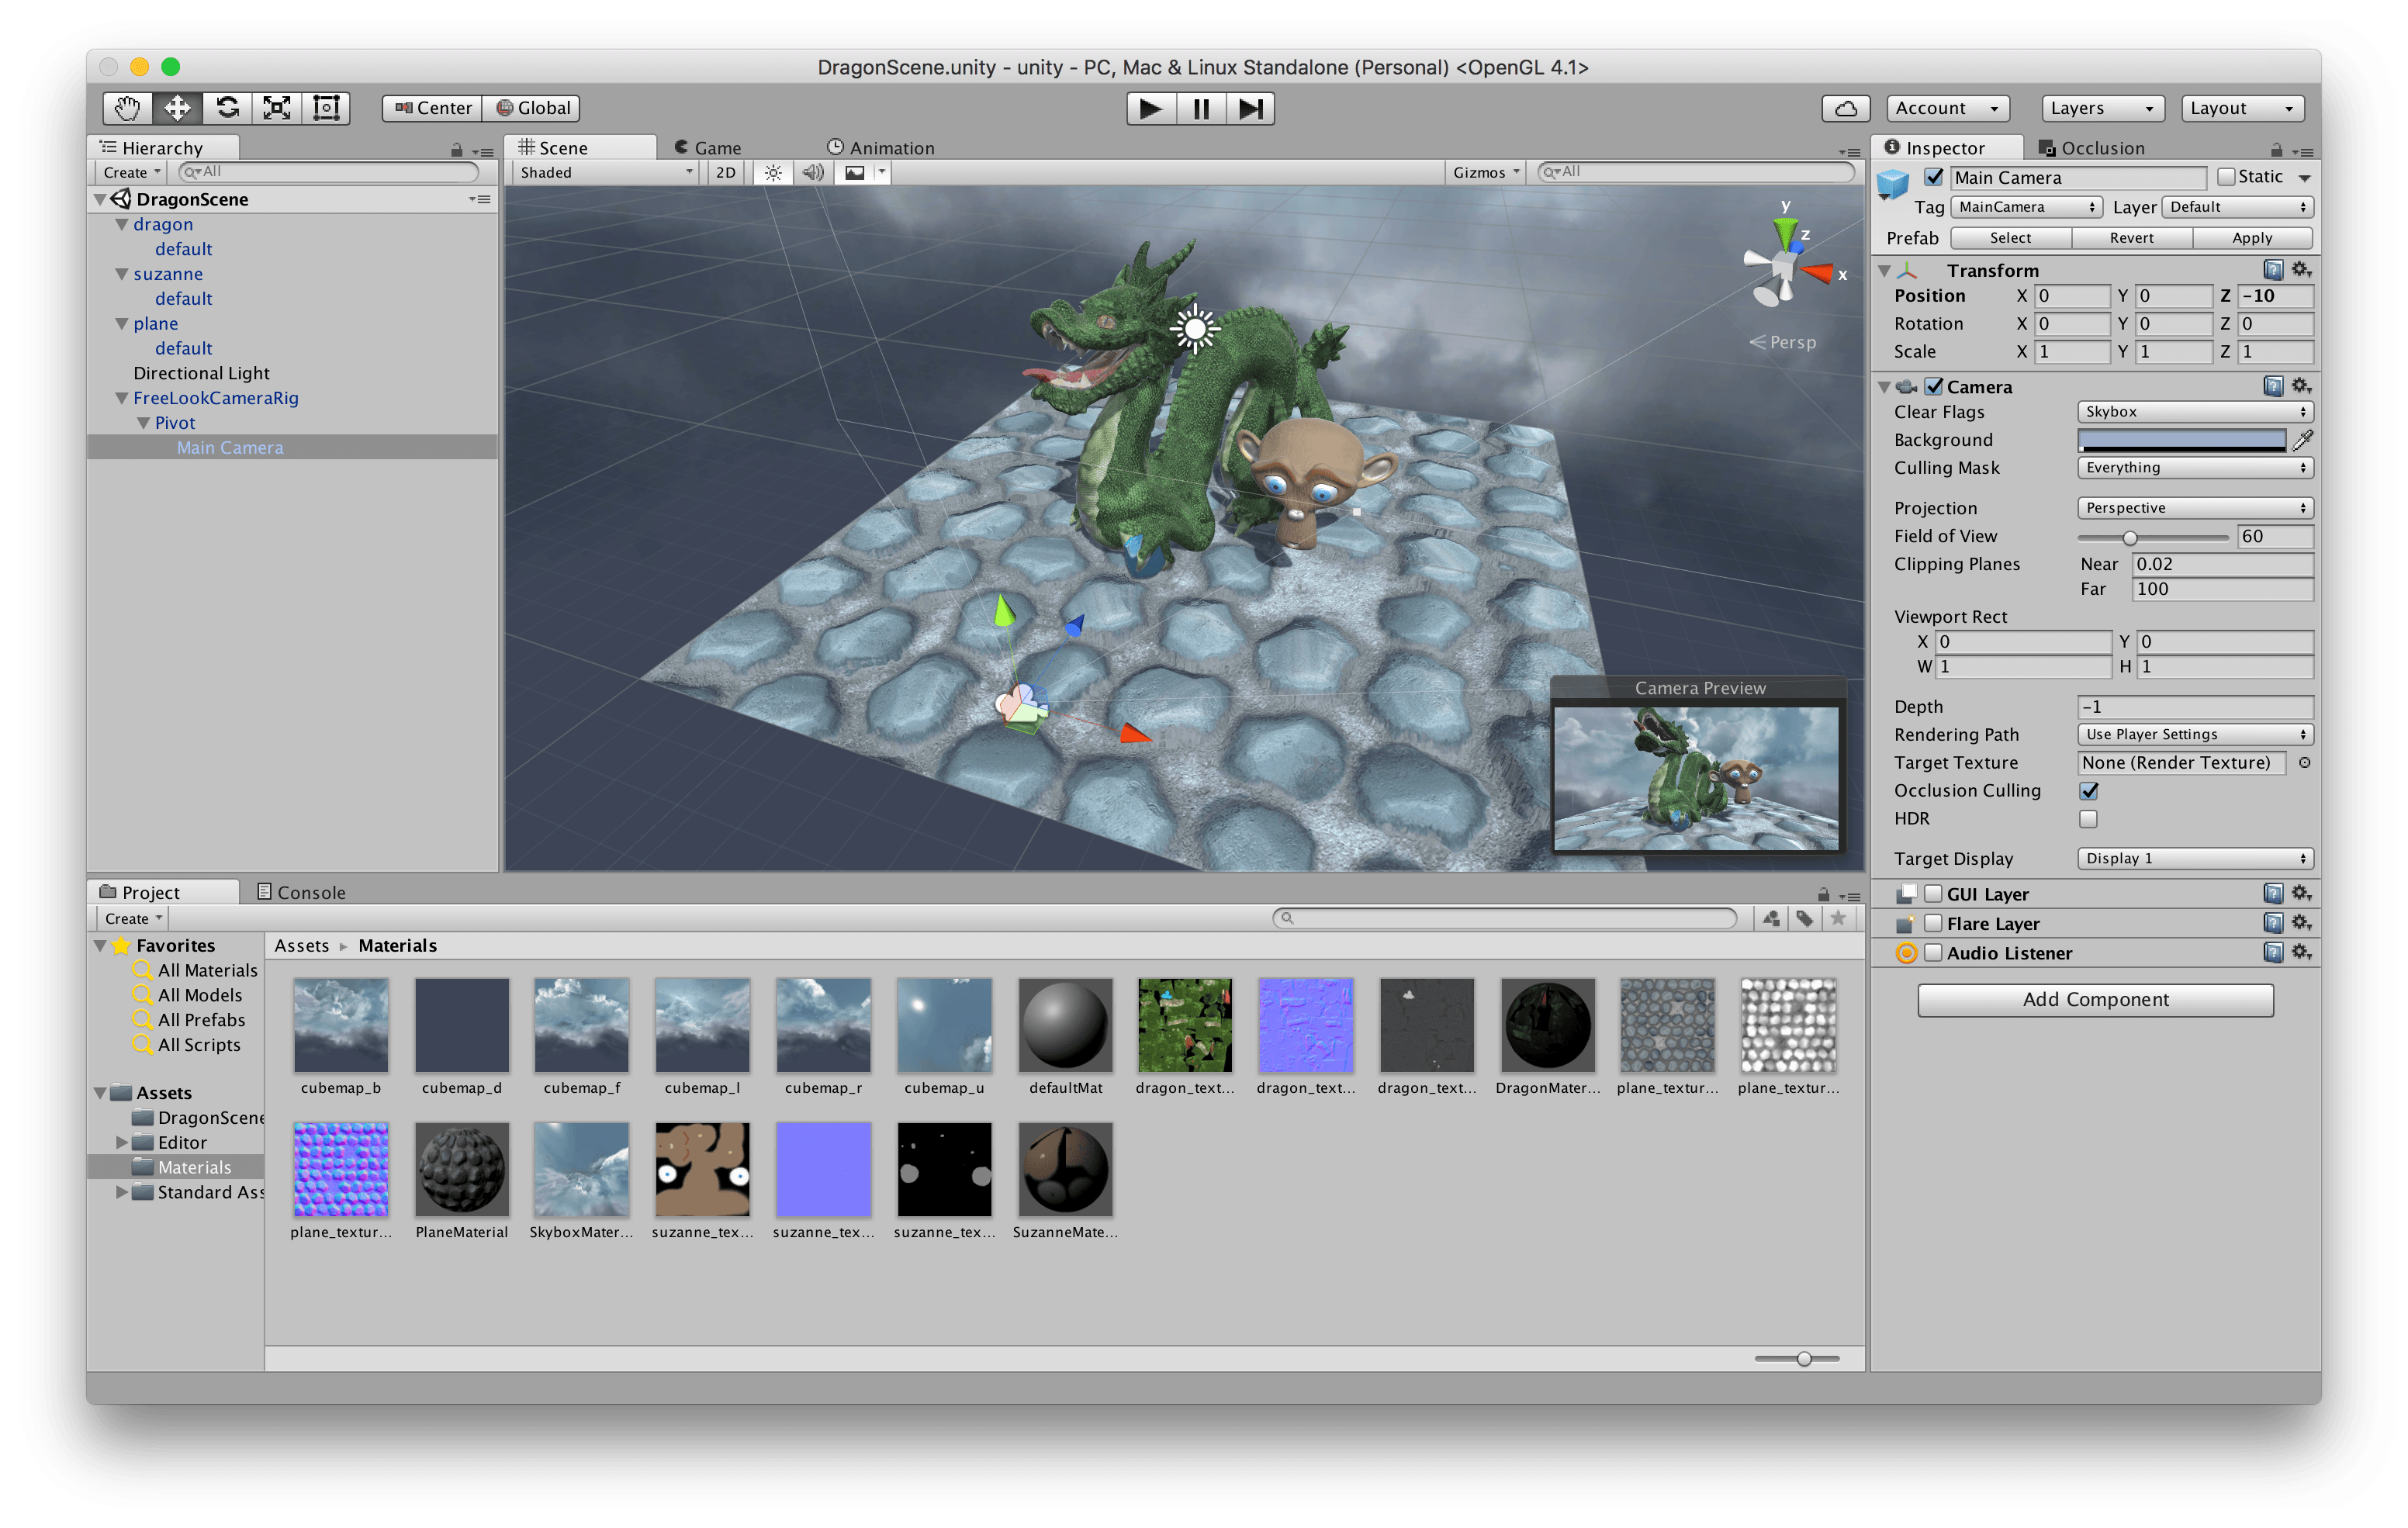 DragonScene.unity - unity - PC, Mac & Linux Standalone (Personal) <OpenGL 4.1>
Center Global
Account Layers Layout
Hierarchy
Create All
DragonScene
dragon
default
suzanne
default
plane
default
Directional Light
FreeLookCameraRig
Pivot
Main Camera
Scene Game Animation
Shaded 2D Gizmos All
y
z
x
Persp
Camera Preview
Inspector Occlusion
Main Camera Static
Tag MainCamera Layer Default
Prefab Select Revert Apply
Transform
Position X 0 Y 0 Z -10
Rotation X 0 Y 0 Z 0
Scale X 1 Y 1 Z 1
Camera
Clear Flags Skybox
Background
Culling Mask Everything
Projection Perspective
Field of View 60
Clipping Planes Near 0.02
Far 100
Viewport Rect
X 0 Y 0
W 1 H 1
Depth -1
Rendering Path Use Player Settings
Target Texture None (Render Texture)
Occlusion Culling
HDR
Target Display Display 1
GUI Layer
Flare Layer
Audio Listener
Add Component
Project Console
Create
Favorites
All Materials
All Models
All Prefabs
All Scripts
Assets
DragonScene
Editor
Materials
Standard Ass
Assets Materials
cubemap_b cubemap_d cubemap_f cubemap_l cubemap_r cubemap_u defaultMat dragon_text... dragon_text... dragon_text... DragonMater... plane_textur... plane_textur...
plane_textur... PlaneMaterial SkyboxMater... suzanne_tex... suzanne_tex... suzanne_tex... SuzanneMate...